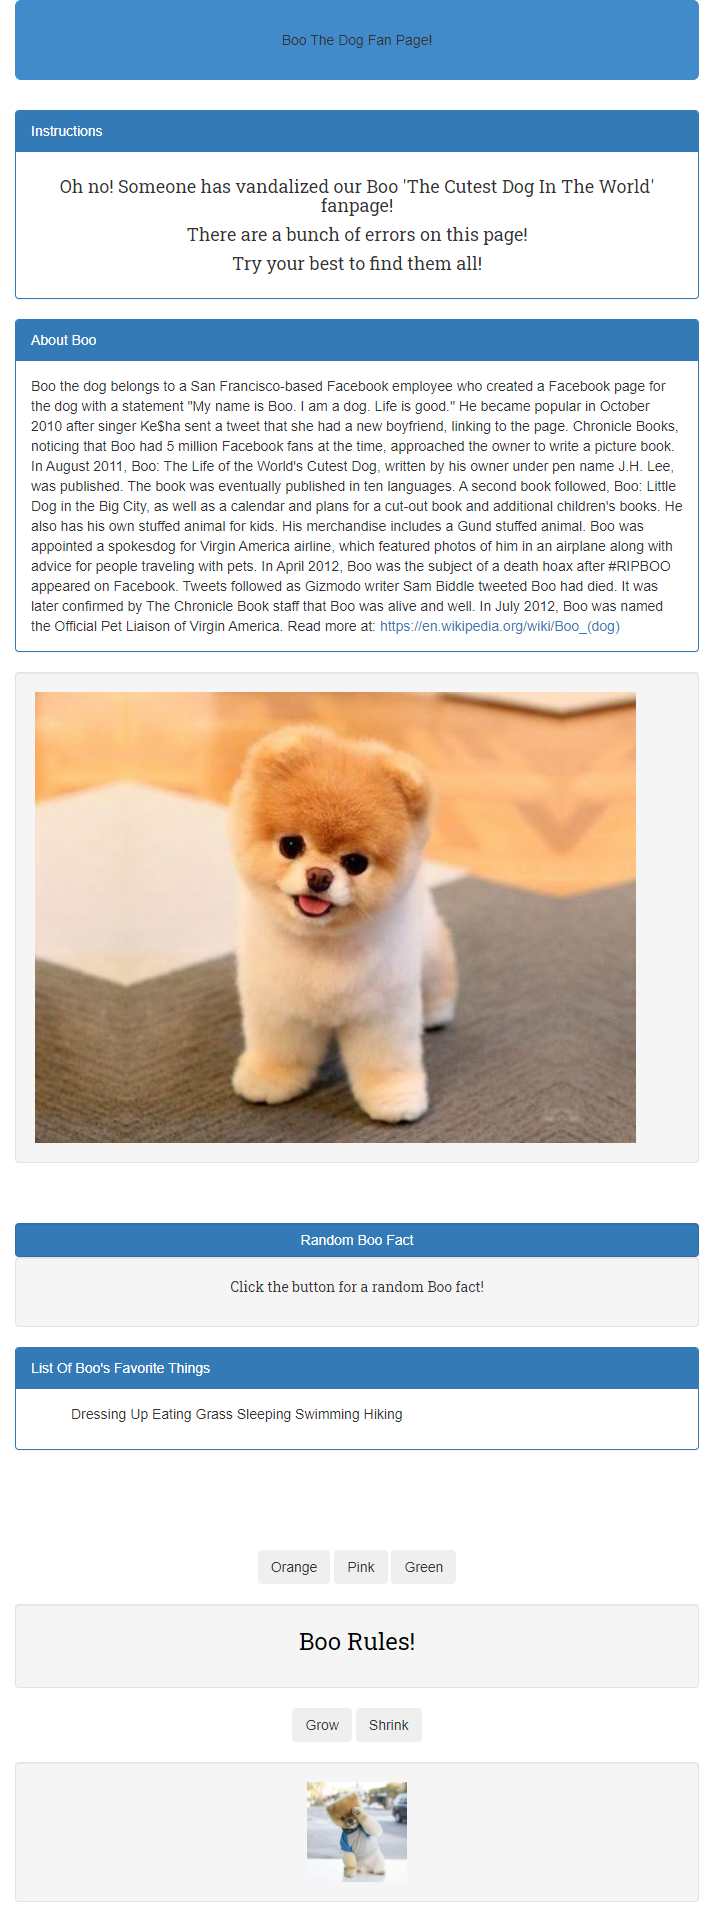 Boo The Dog Fan Page!
Instructions
Oh no! Someone has vandalized our Boo 'The Cutest Dog In The World'
fanpage!
There are a bunch of errors on this page!
Try your best to find them all!
About Boo
Boo the dog belongs to a San Francisco-based Facebook employee who created a Facebook page for
the dog with a statement "My name is Boo. I am a dog. Life is good." He became popular in October
2010 after singer Ke$ha sent a tweet that she had a new boyfriend, linking to the page. Chronicle Books,
noticing that Boo had 5 million Facebook fans at the time, approached the owner to write a picture book.
In August 2011, Boo: The Life of the World's Cutest Dog, written by his owner under pen name J.H. Lee,
was published. The book was eventually published in ten languages. A second book followed, Boo: Little
Dog in the Big City, as well as a calendar and plans for a cut-out book and additional children's books. He
also has his own stuffed animal for kids. His merchandise includes a Gund stuffed animal. Boo was
appointed a spokesdog for Virgin America airline, which featured photos of him in an airplane along with
advice for people traveling with pets. In April 2012, Boo was the subject of a death hoax after #RIPBOO
appeared on Facebook. Tweets followed as Gizmodo writer Sam Biddle tweeted Boo had died. It was
later confirmed by The Chronicle Book staff that Boo was alive and well. In July 2012, Boo was named
the Official Pet Liaison of Virgin America. Read more at: https://en.wikipedia.org/wiki/Boo_(dog)
Random Boo Fact
Click the button for a random Boo fact!
List Of Boo's Favorite Things
Dressing Up Eating Grass Sleeping Swimming Hiking
Orange Pink Green
Boo Rules!
Grow Shrink